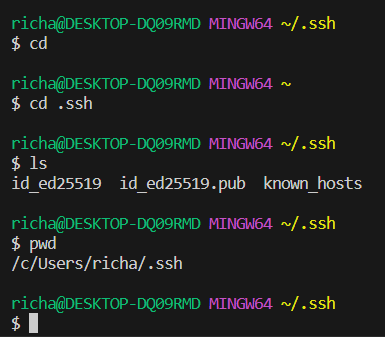 richa@DESKTOP-DQ09RMD MINGW64 ~/.ssh
$ cd
richa@DESKTOP-DQ09RMD MINGW64 ~
$ cd .ssh
richa@DESKTOP-DQ09RMD MINGW64 ~/.ssh
$ ls
id_ed25519  id_ed25519.pub  known_hosts
richa@DESKTOP-DQ09RMD MINGW64 ~/.ssh
$ pwd
/c/Users/richa/.ssh
richa@DESKTOP-DQ09RMD MINGW64 ~/.ssh
$